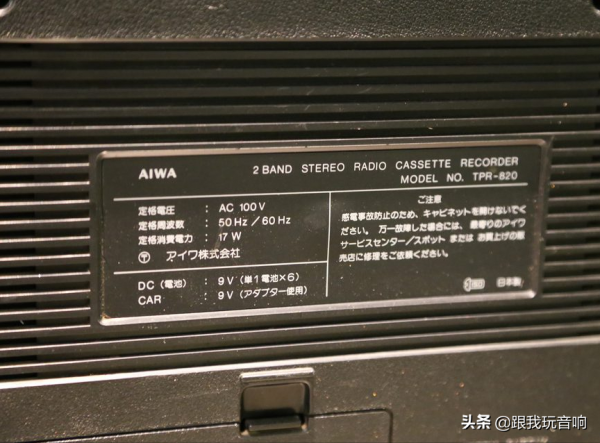 AIWA
2 BAND STEREO RADIO CASSETTE RECORDER
MODEL NO. TPR-820
定格電圧 : AC 100V
定格周波数 : 50Hz/60Hz
定格消費電力 : 17W
アイワ株式会社
DC (電池) : 9V (単1電池×6)
CAR : 9V (アダプター使用)
ご注意
感電事故防止のため、キャビネットを開けないでく
ださい。万一故障した場合には、最寄りのアイワ
サービスセンター/スポット または お買上げの販
売店に修理をご依頼ください。
日本製
头条 @跟我玩音响